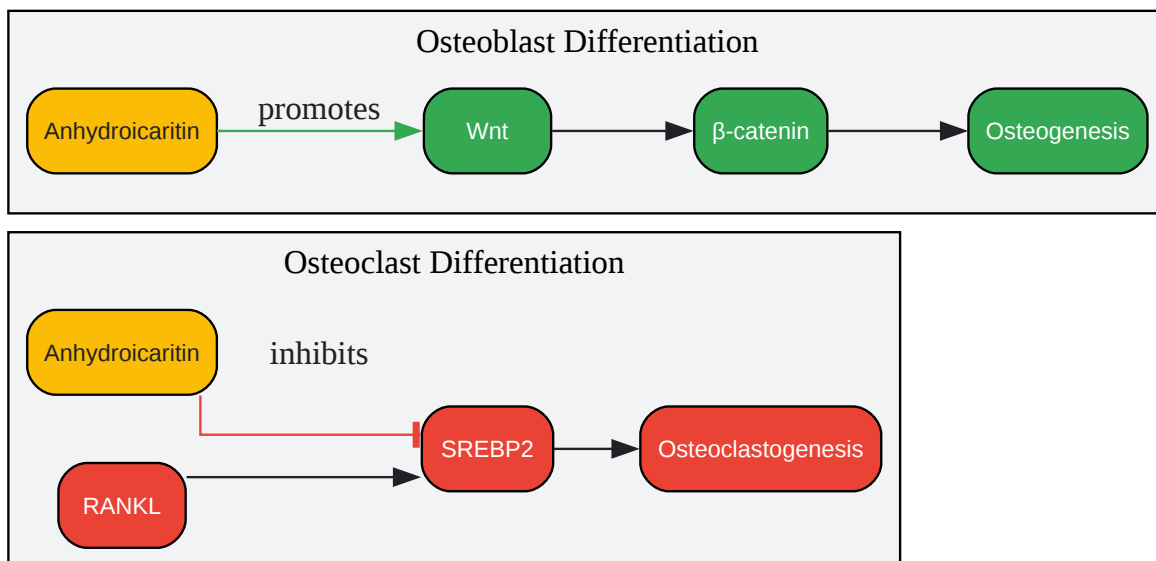 Osteoblast Differentiation
Anhydroicaritin
promotes
Wnt
β-catenin
Osteogenesis
Osteoclast Differentiation
Anhydroicaritin
inhibits
SREBP2
Osteoclastogenesis
RANKL